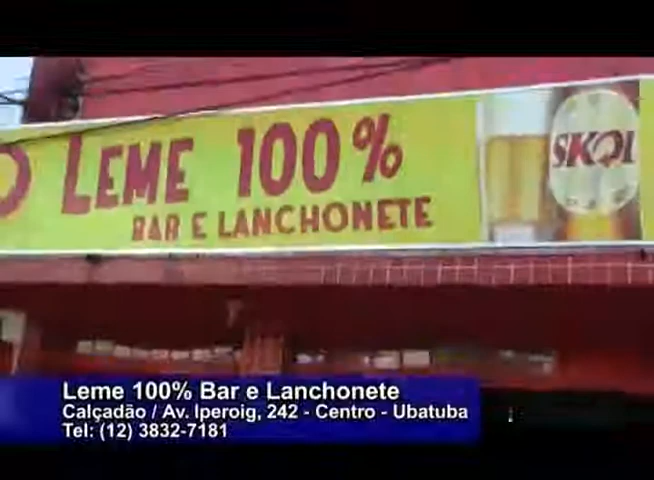 LEME 100%
BAR E LANCHONETE
SKOL
Leme 100% Bar e Lanchonete
Calçadão / Av. Iperoig, 242 - Centro - Ubatuba
Tel: (12) 3832-7181